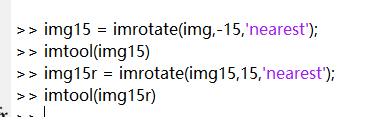 >> img15 = imrotate(img,-15,'nearest');
>> imtool(img15)
>> img15r = imrotate(img15,15,'nearest');
>> imtool(img15r)
>>